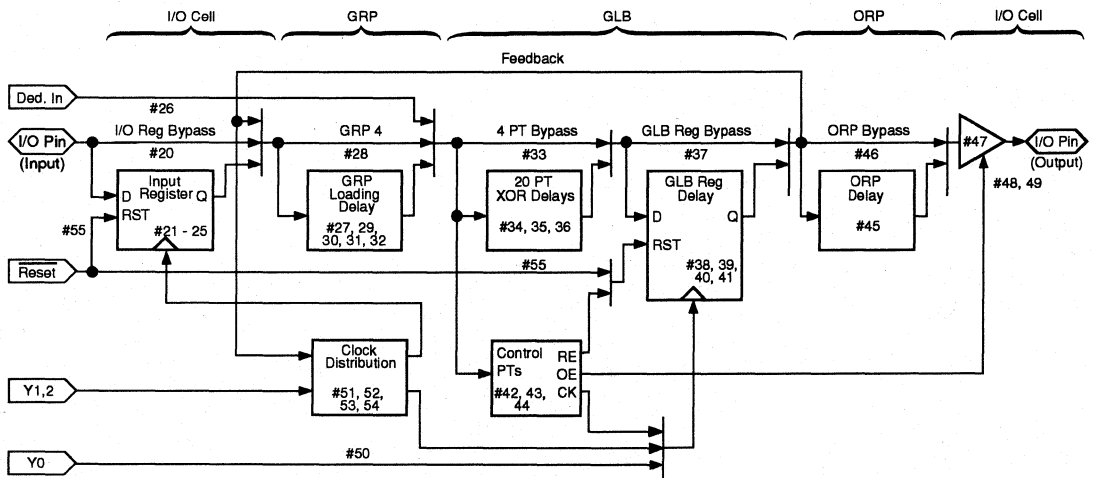 I/O Cell
GRP
GLB
ORP
I/O Cell
Feedback
Ded. In
#26
I/O Pin
(Input)
I/O Reg Bypass
#20
GRP 4
#28
4 PT Bypass
#33
GLB Reg Bypass
#37
ORP Bypass
#46
#47
I/O Pin
(Output)
#48, 49
Input
Register
D Q
RST
#21 - 25
#55
GRP
Loading
Delay
#27, 29,
30, 31, 32
20 PT
XOR Delays
#34, 35, 36
GLB Reg
Delay
D Q
RST
#38, 39,
40, 41
ORP
Delay
#45
Reset
#55
Clock
Distribution
#51, 52,
53, 54
Control
PTs
RE
OE
CK
#42, 43,
44
Y1,2
Y0
#50